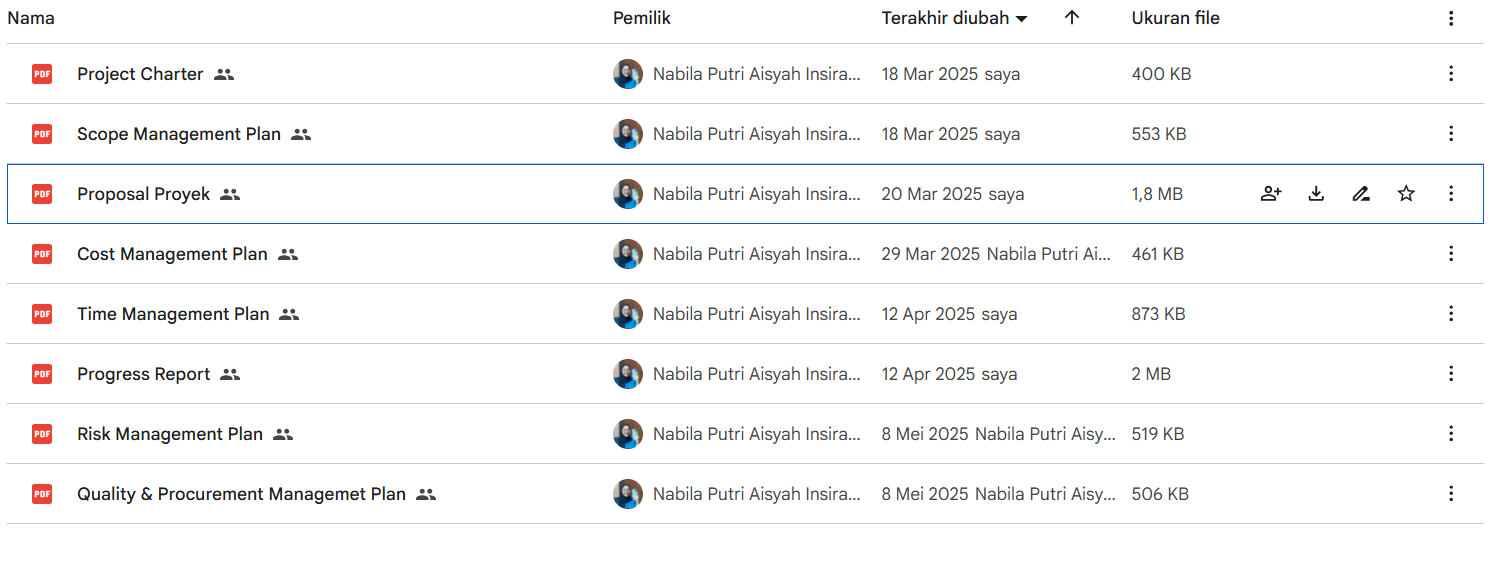 Nama Pemilik Terakhir diubah Ukuran file
PDF Project Charter Nabila Putri Aisyah Insira... 18 Mar 2025 saya 400 KB
PDF Scope Management Plan Nabila Putri Aisyah Insira... 18 Mar 2025 saya 553 KB
PDF Proposal Proyek Nabila Putri Aisyah Insira... 20 Mar 2025 saya 1,8 MB
PDF Cost Management Plan Nabila Putri Aisyah Insira... 29 Mar 2025 Nabila Putri Ai... 461 KB
PDF Time Management Plan Nabila Putri Aisyah Insira... 12 Apr 2025 saya 873 KB
PDF Progress Report Nabila Putri Aisyah Insira... 12 Apr 2025 saya 2 MB
PDF Risk Management Plan Nabila Putri Aisyah Insira... 8 Mei 2025 Nabila Putri Aisy... 519 KB
PDF Quality & Procurement Managemet Plan Nabila Putri Aisyah Insira... 8 Mei 2025 Nabila Putri Aisy... 506 KB